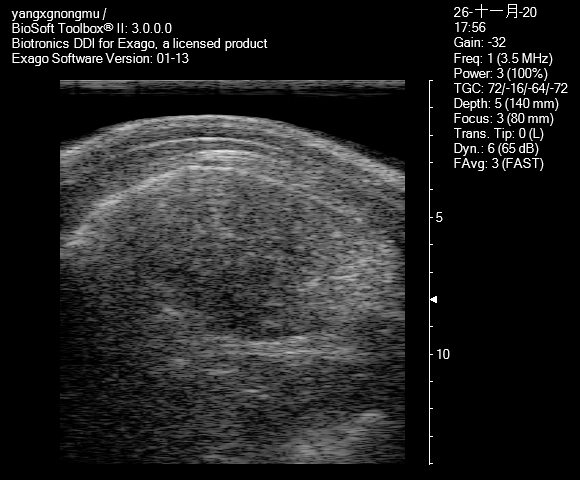 yangxgnongmu /
BioSoft Toolbox® II: 3.0.0.0
Biotronics DDI for Exago, a licensed product
Exago Software Version: 01-13
26-十一月-20
17:56
Gain: -32
Freq: 1 (3.5 MHz)
Power: 3 (100%)
TGC: 72/-16/-64/-72
Depth: 5 (140 mm)
Focus: 3 (80 mm)
Trans. Tip: 0 (L)
Dyn.: 6 (65 dB)
FAvg: 3 (FAST)
5
10